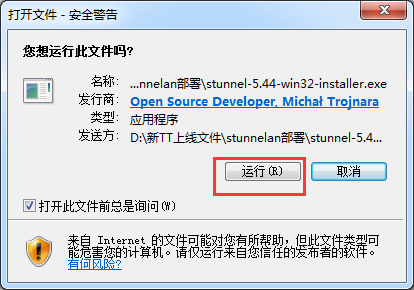 打开文件 - 安全警告
您想运行此文件吗?
名称: ...nnelan部署\stunnel-5.44-win32-installer.exe
发行商: Open Source Developer, Michał Trojnara
类型: 应用程序
发送方: D:\新TT上线文件\stunnelan部署\stunnel-5.4...
运行(R) 取消
打开此文件前总是询问(W)
来自 Internet 的文件可能对您有所帮助，但此文件类型可
能危害您的计算机。请仅运行来自您信任的发布者的软件。
有何风险?